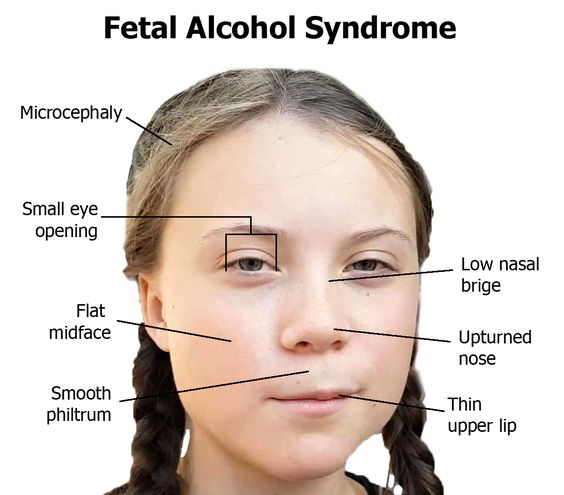 Fetal Alcohol Syndrome
Microcephaly
Small eye
opening
Low nasal
brige
Flat
midface
Upturned
nose
Smooth
philtrum
Thin
upper lip